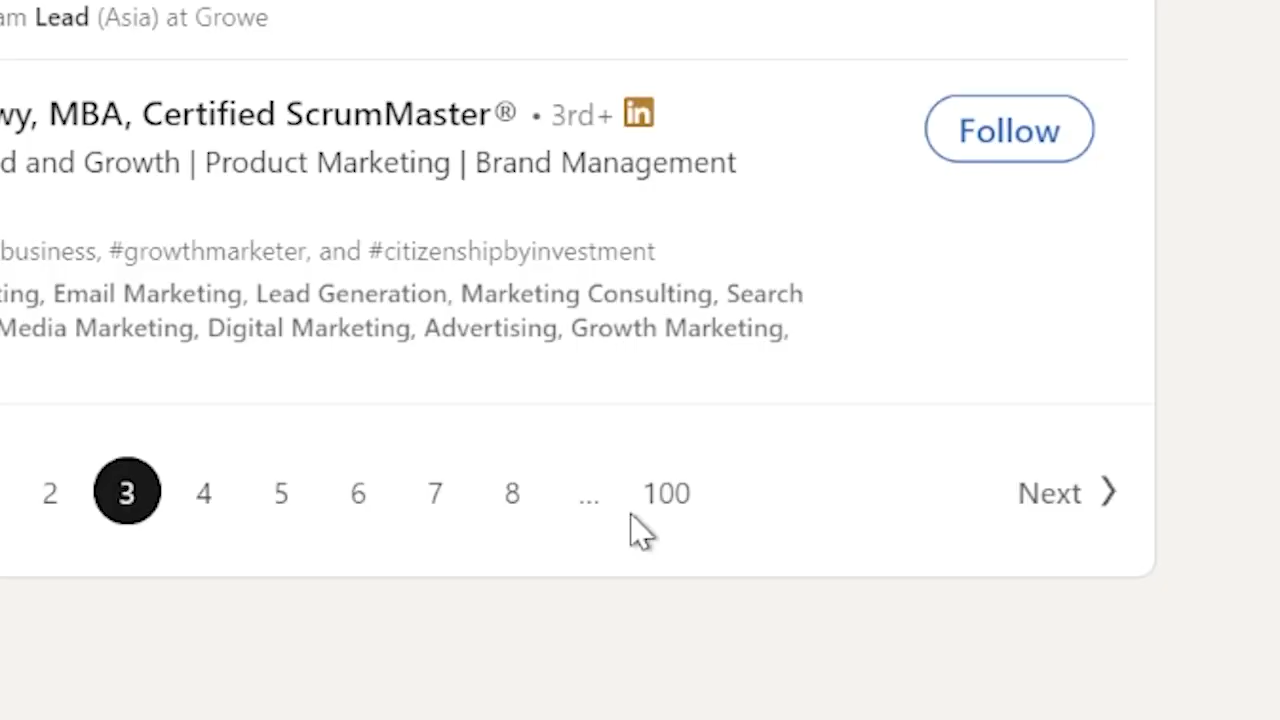 am Lead (Asia) at Growe
wy, MBA, Certified ScrumMaster® • 3rd+ in
Follow
d and Growth | Product Marketing | Brand Management
business, #growthmarketer, and #citizenshipbyinvestment
ting, Email Marketing, Lead Generation, Marketing Consulting, Search
Media Marketing, Digital Marketing, Advertising, Growth Marketing,
2 3 4 5 6 7 8 ... 100 Next ❯